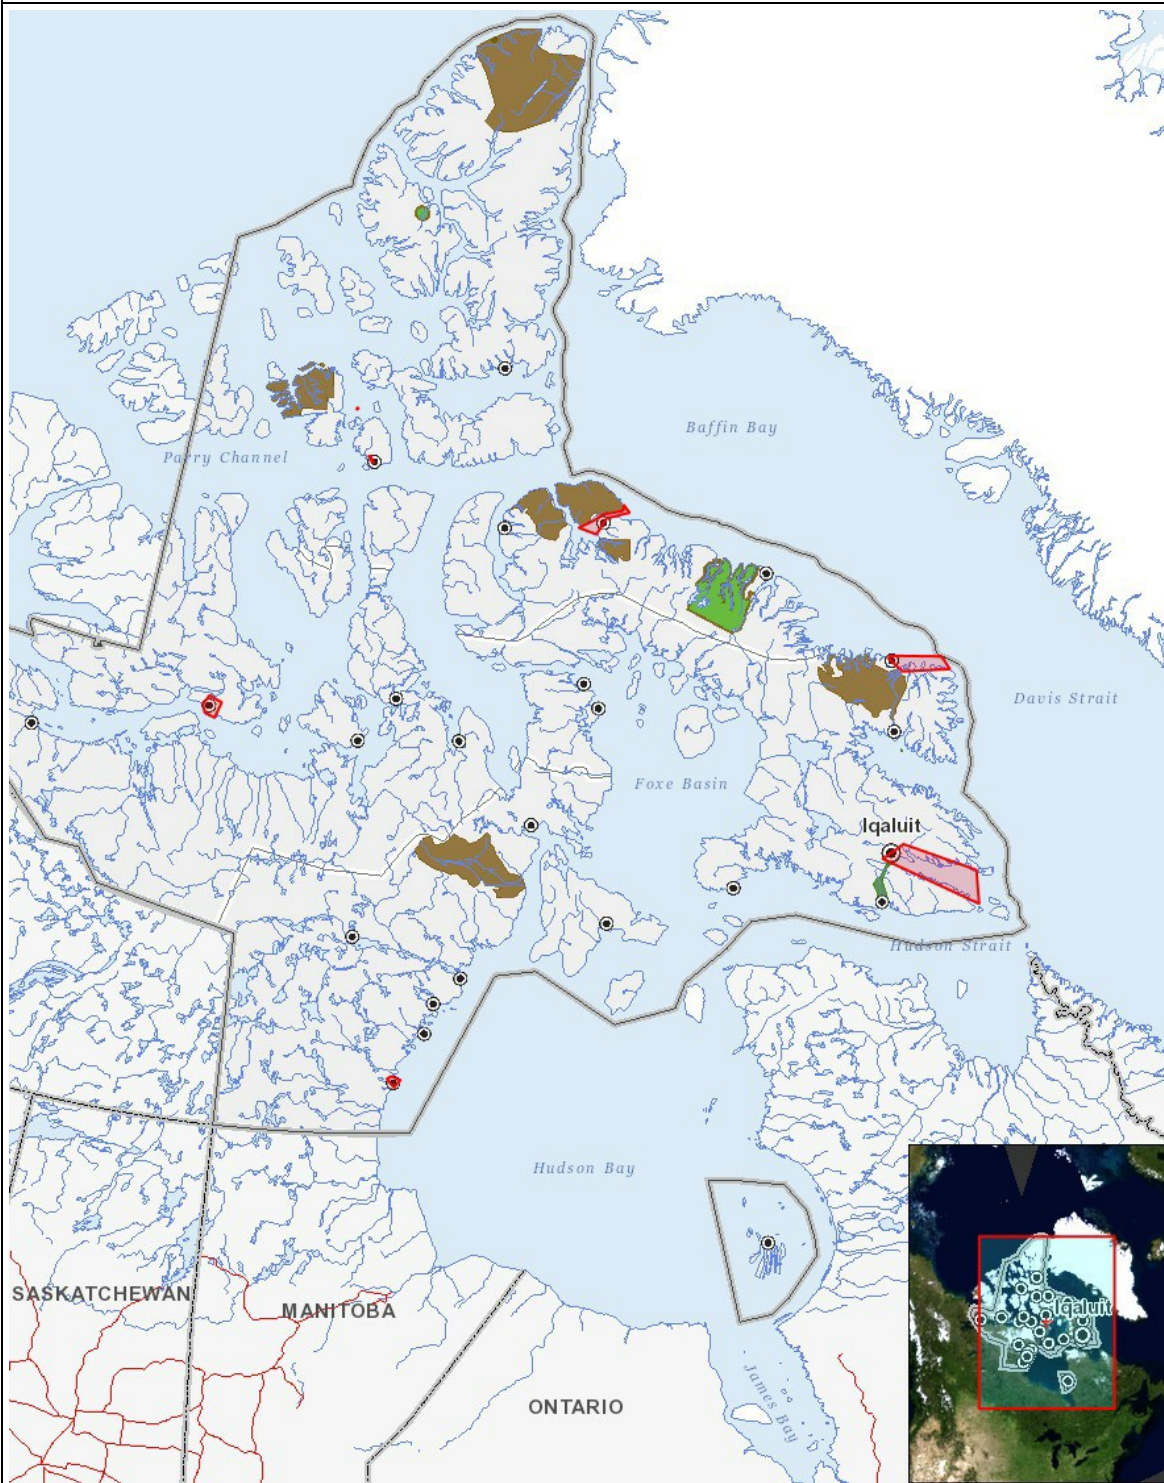 Baffin Bay
Parry Channel
Davis Strait
Foxe Basin
Iqaluit
Hudson Strait
Hudson Bay
SASKATCHEWAN
MANITOBA
Iqaluit
James Bay
ONTARIO